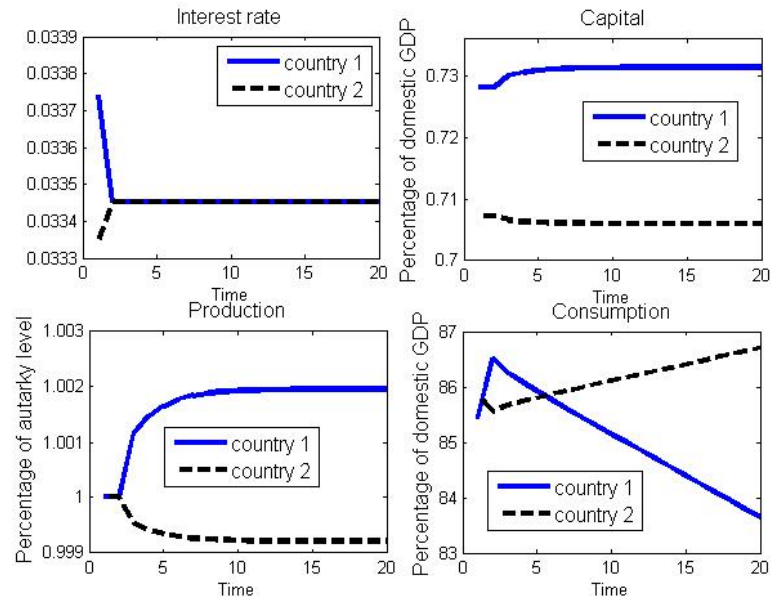 Interest rate
0.0339
0.0338
0.0337
0.0336
0.0335
0.0334
0.0333
0
5
10
15
20
Time
country 1
country 2
Capital
Percentage of domestic GDP
0.73
0.72
0.71
0.7
0
5
10
15
20
Time
country 1
country 2
Production
Percentage of autarky level
1.003
1.002
1.001
1
0.999
0
5
10
15
20
Time
country 1
country 2
Consumption
Percentage of domestic GDP
87
86
85
84
83
0
5
10
15
20
Time
country 1
country 2